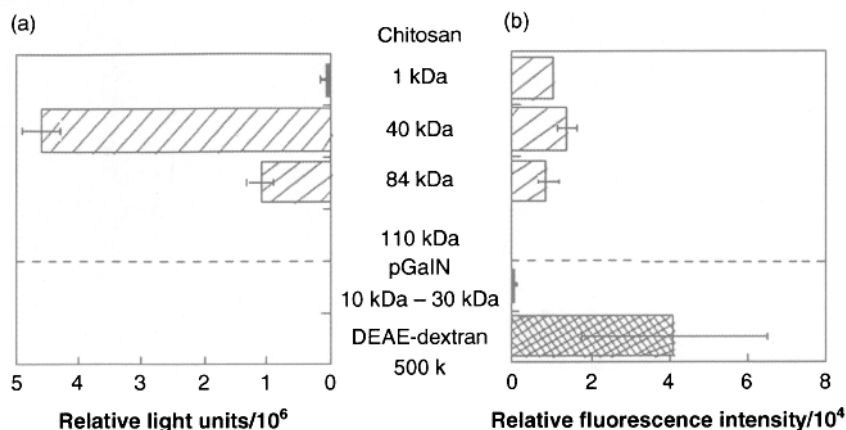 (a)
(b)
Chitosan
1 kDa
40 kDa
84 kDa
110 kDa
pGalN
10 kDa – 30 kDa
DEAE-dextran
500 k
5 4 3 2 1 0
0 2 4 6 8
Relative light units/10⁶
Relative fluorescence intensity/10⁴